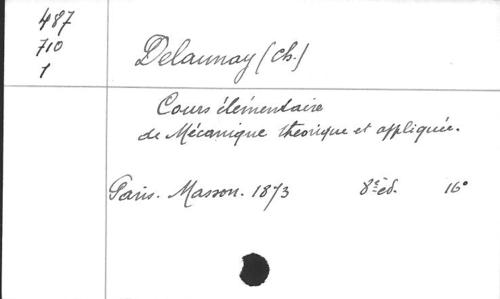 487
710
1
Delaunay (Ch.)
Cours élémentaire
de Mécanique théorique et appliquée.
Paris. Masson. 1873 8e éd. 16°